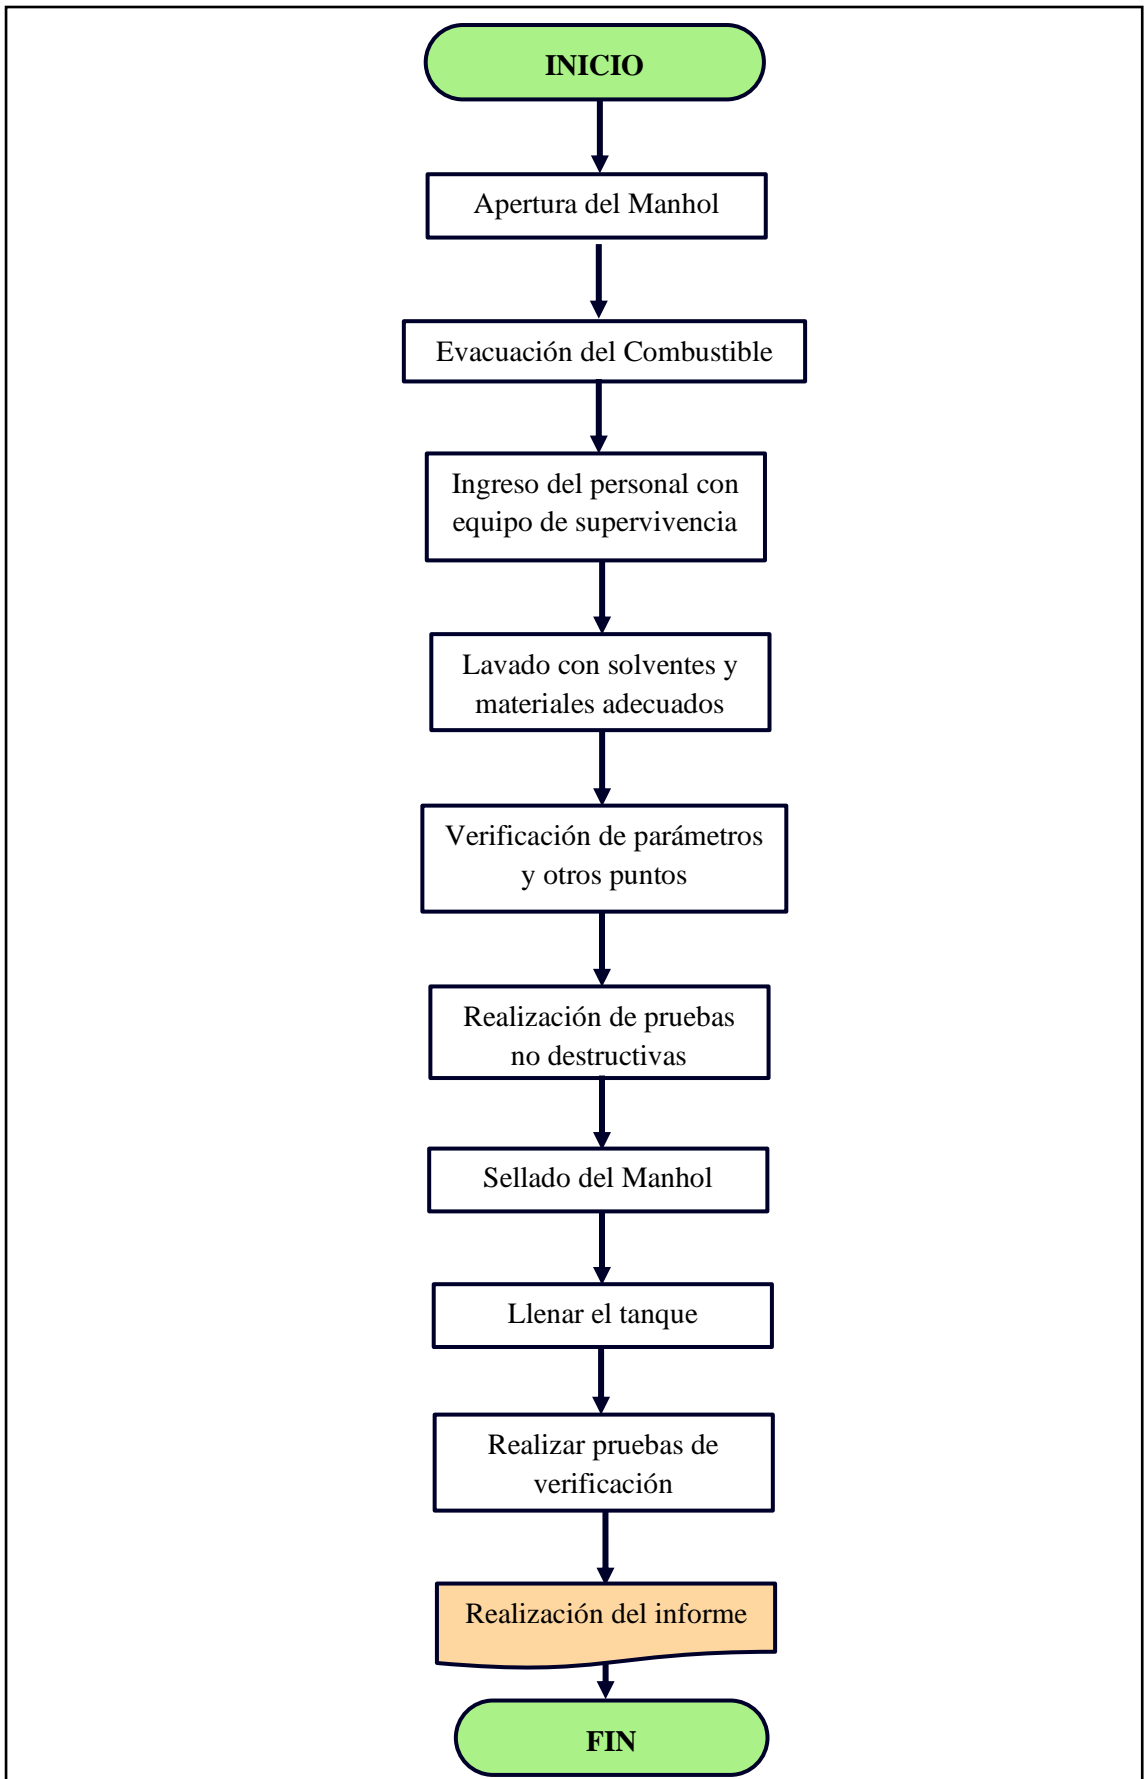 INICIO
Apertura del Manhol
Evacuación del Combustible
Ingreso del personal con
equipo de supervivencia
Lavado con solventes y
materiales adecuados
Verificación de parámetros
y otros puntos
Realización de pruebas
no destructivas
Sellado del Manhol
Llenar el tanque
Realizar pruebas de
verificación
Realización del informe
FIN